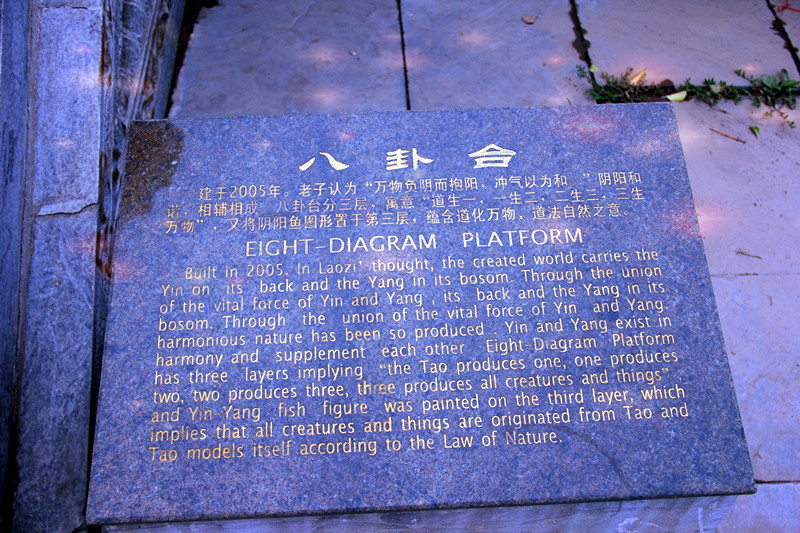 八卦台
建于2005年。老子认为“万物负阴而抱阳，冲气以为和。”阴阳和
谐，相辅相成。八卦台分三层，寓意“道生一，一生二，二生三，三生
万物”，又将阴阳鱼图形置于第三层，蕴含道化万物，道法自然之意。
EIGHT-DIAGRAM PLATFORM
Built in 2005. In Laozi' thought, the created world carries the
Yin on its back and the Yang in its bosom. Through the union
of the vital force of Yin and Yang , its back and the Yang in its
bosom. Through the union of the vital force of Yin and Yang.
harmonious nature has been so produced . Yin and Yang exist in
harmony and supplement each other Eight-Diagram Platform
has three layers implying “the Tao produces one, one produces
two, two produces three, three produces all creatures and things”
and Yin-Yang fish figure was painted on the third layer, which
implies that all creatures and things are originated from Tao and
Tao models itself according to the Law of Nature.